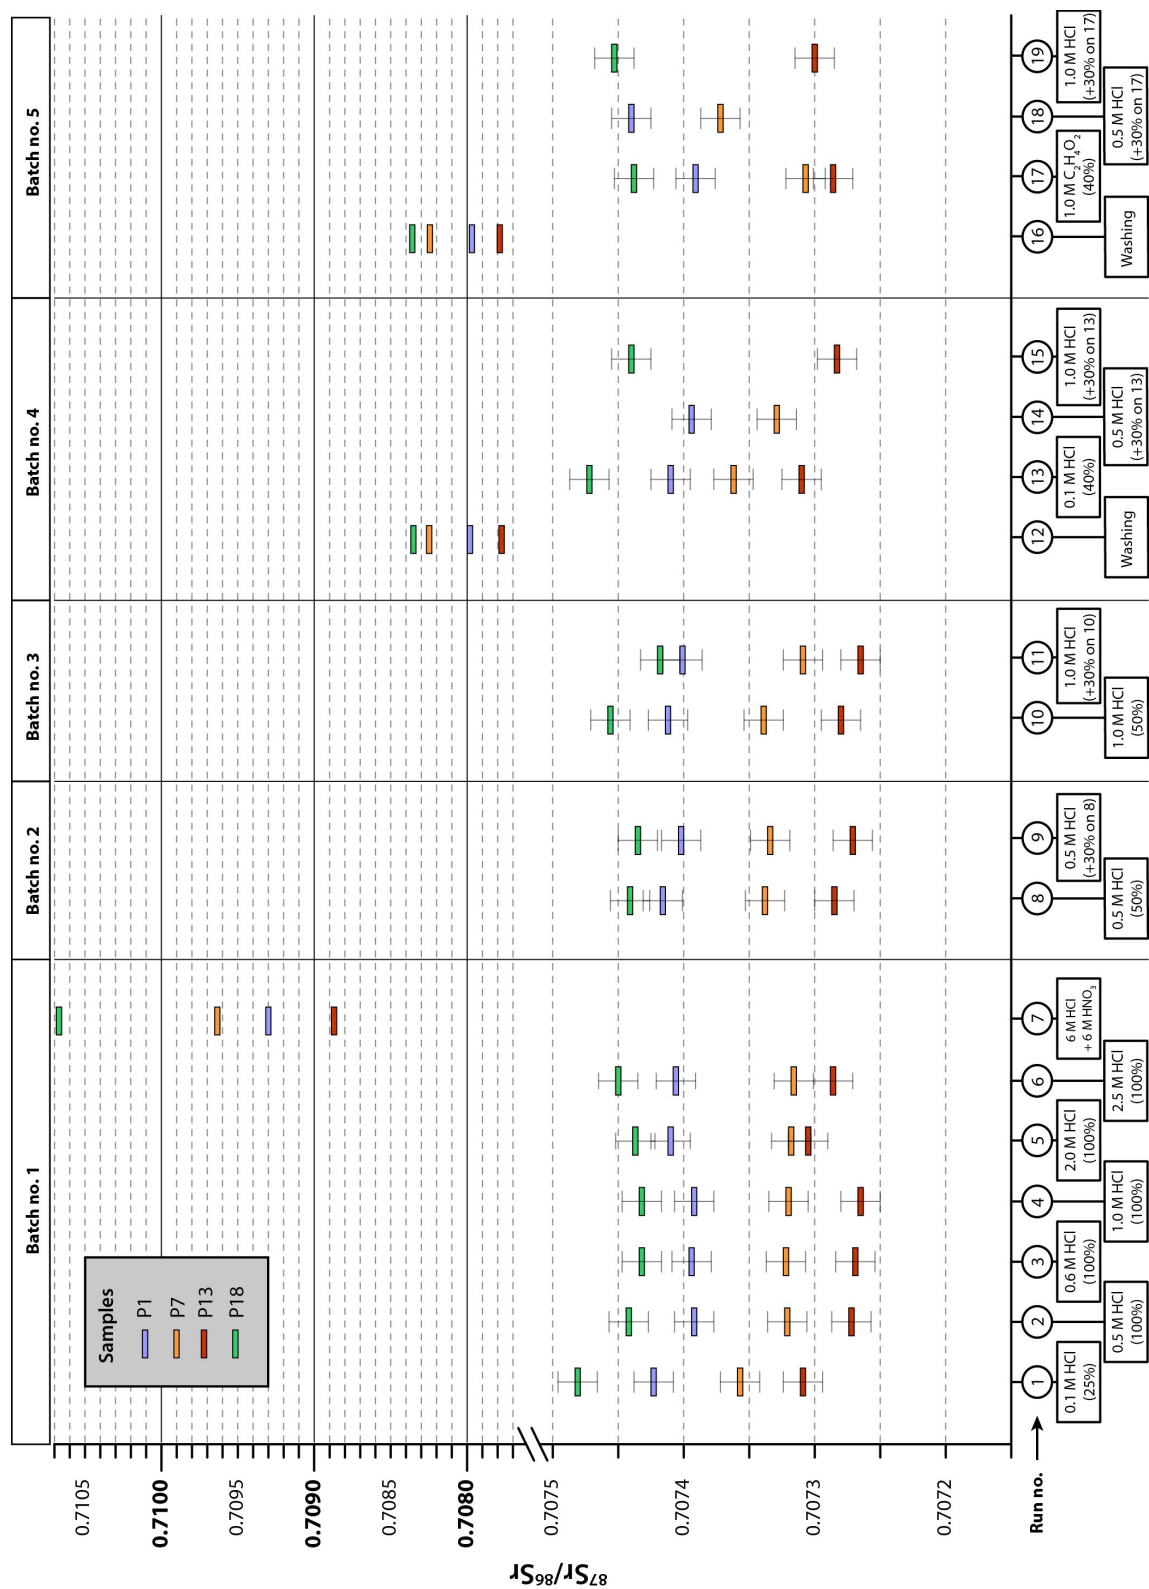 Batch no. 1
Batch no. 2
Batch no. 3
Batch no. 4
Batch no. 5
Samples
P1
P7
P13
P18
⁸⁷Sr/⁸⁶Sr
0.7105
0.7100
0.7095
0.7090
0.7085
0.7080
0.7075
0.7074
0.7073
0.7072
Run no.
1
2
3
4
5
6
7
8
9
10
11
12
13
14
15
16
17
18
19
0.1 M HCl
(25%)
0.5 M HCl
(100%)
0.6 M HCl
(100%)
1.0 M HCl
(100%)
2.0 M HCl
(100%)
2.5 M HCl
(100%)
6 M HCl
+ 6 M HNO₃
0.5 M HCl
(50%)
0.5 M HCl
(+30% on 8)
1.0 M HCl
(50%)
1.0 M HCl
(+30% on 10)
Washing
0.1 M HCl
(40%)
0.5 M HCl
(+30% on 13)
1.0 M HCl
(+30% on 13)
Washing
1.0 M C₂H₄O₂
(40%)
0.5 M HCl
(+30% on 17)
1.0 M HCl
(+30% on 17)